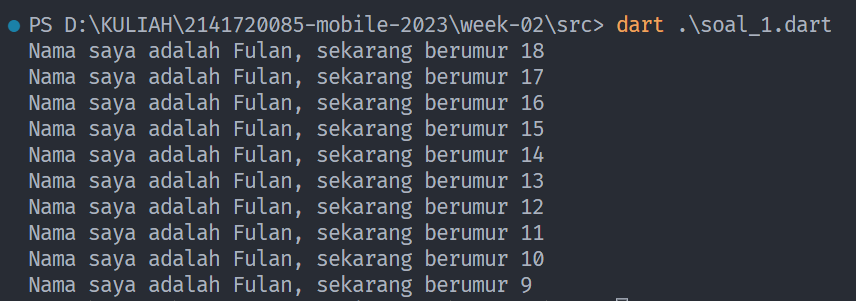 PS D:\KULIAH\2141720085-mobile-2023\week-02\src> dart .\soal_1.dart
Nama saya adalah Fulan, sekarang berumur 18
Nama saya adalah Fulan, sekarang berumur 17
Nama saya adalah Fulan, sekarang berumur 16
Nama saya adalah Fulan, sekarang berumur 15
Nama saya adalah Fulan, sekarang berumur 14
Nama saya adalah Fulan, sekarang berumur 13
Nama saya adalah Fulan, sekarang berumur 12
Nama saya adalah Fulan, sekarang berumur 11
Nama saya adalah Fulan, sekarang berumur 10
Nama saya adalah Fulan, sekarang berumur 9